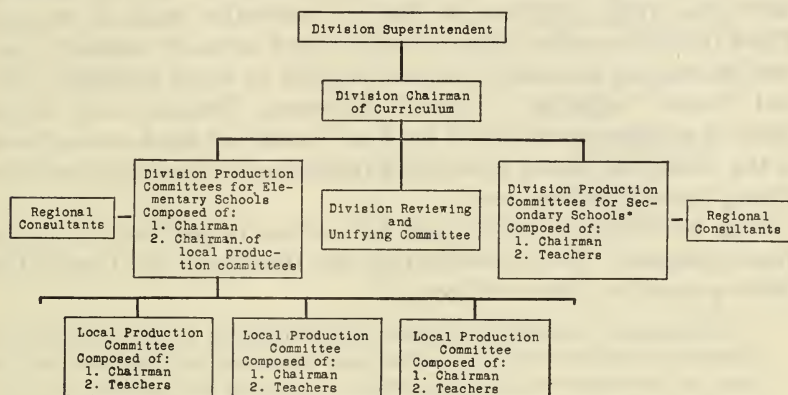 Division Superintendent
Division Chairman
of Curriculum
Division Production
Committees for Ele-
mentary Schools
Composed of:
1. Chairman
2. Chairman of
local produc-
tion committees
Regional
Consultants
Division Reviewing
and
Unifying Committee
Division Production
Committees for Sec-
ondary Schools*
Composed of:
1. Chairman
2. Teachers
Regional
Consultants
Local Production
Committee
Composed of:
1. Chairman
2. Teachers
Local Production
Committee
Composed of:
1. Chairman
2. Teachers
Local Production
Committee
Composed of:
1. Chairman
2. Teachers